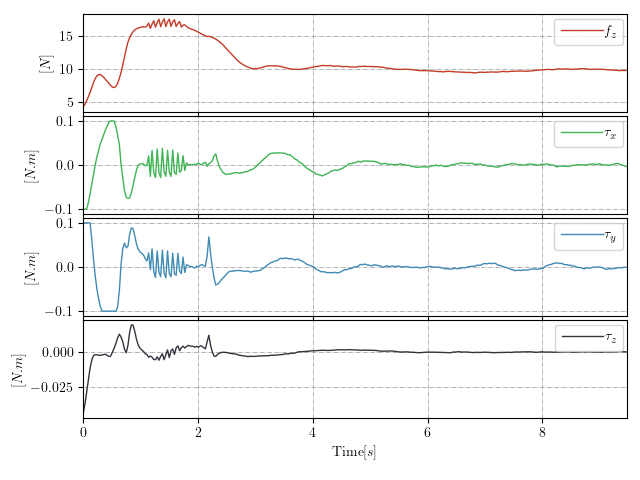 15
10
5
[N]
f_z
0.1
0.0
−0.1
[N.m]
τ_x
0.1
0.0
−0.1
[N.m]
τ_y
0.000
−0.025
[N.m]
τ_z
0 2 4 6 8
Time[s]